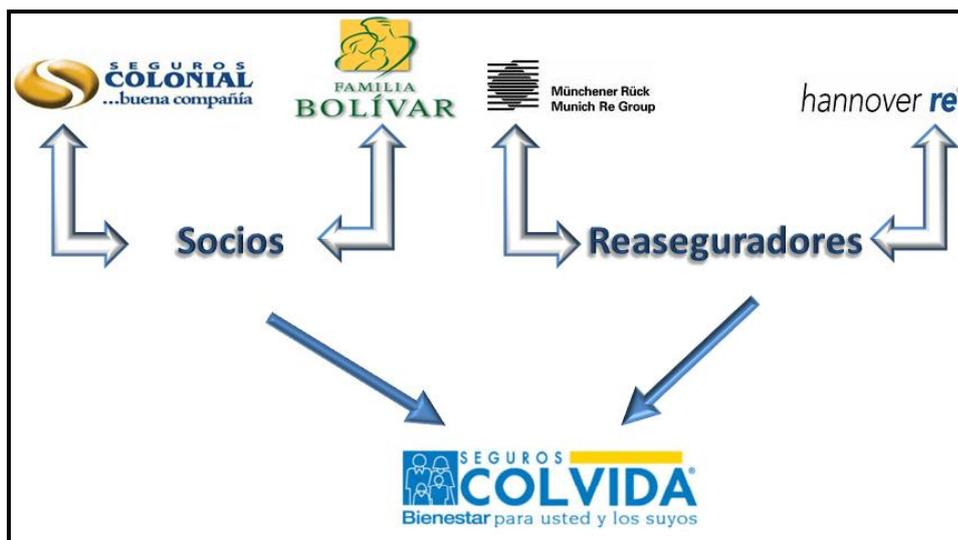 SEGUROS
COLONIAL
...buena compañía
FAMILIA
BOLÍVAR
Münchener Rück
Munich Re Group
hannover re®
Socios
Reaseguradores
SEGUROS
COLVIDA®
Bienestar para usted y los suyos